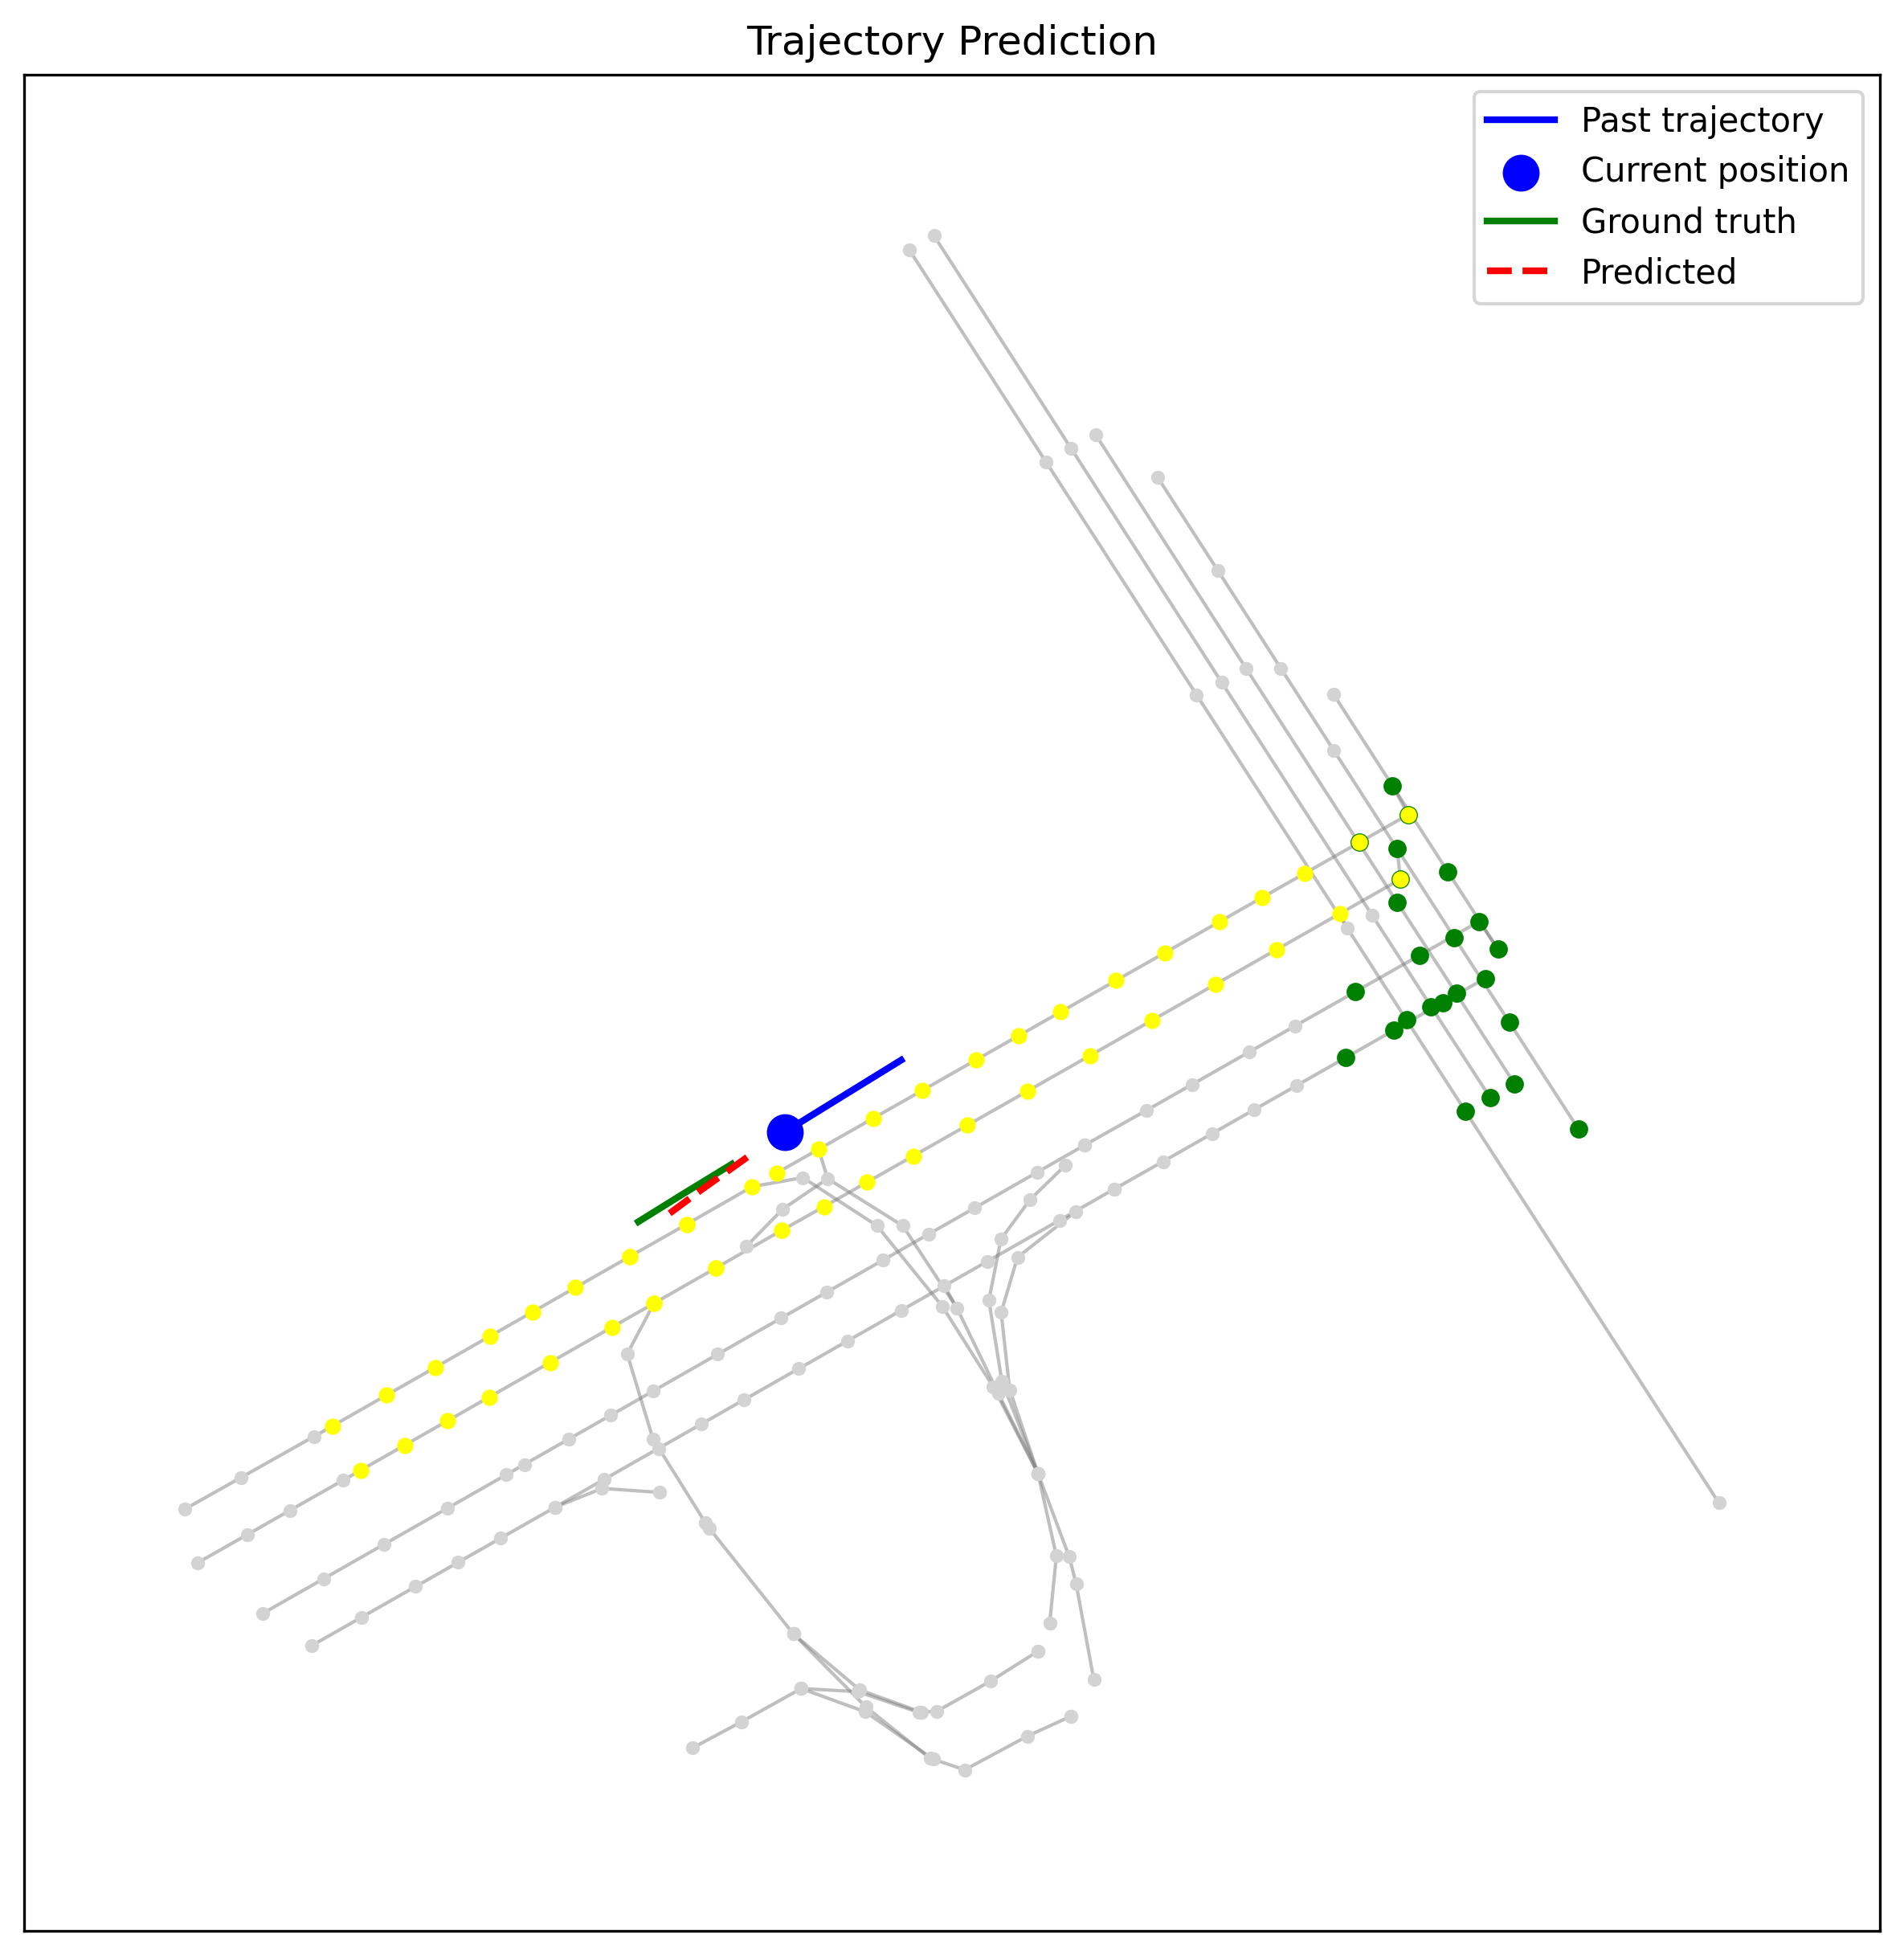 Trajectory Prediction
Past trajectory
Current position
Ground truth
Predicted